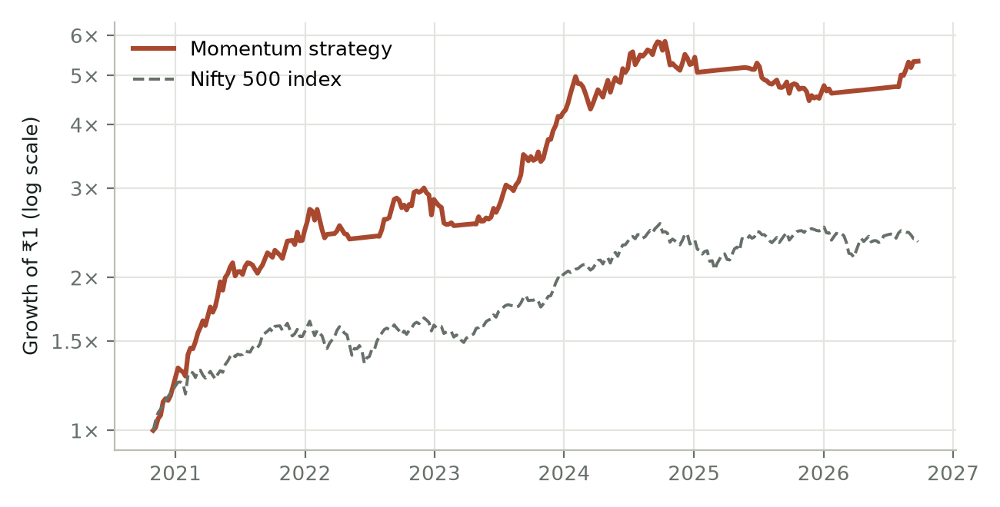 Momentum strategy
Nifty 500 index
Growth of ₹1 (log scale)
6×
5×
4×
3×
2×
1.5×
1×
2021 2022 2023 2024 2025 2026 2027